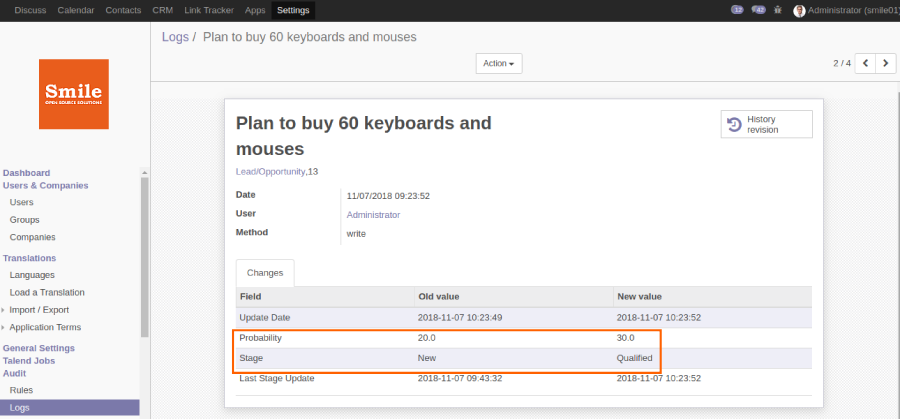 Discuss Calendar Contacts CRM Link Tracker Apps Settings 12 42 Administrator (smile01)
Logs / Plan to buy 60 keyboards and mouses
Action
2 / 4
Smile
OPEN SOURCE SOLUTIONS
Dashboard
Users & Companies
Users
Groups
Companies
Translations
Languages
Load a Translation
Import / Export
Application Terms
General Settings
Talend Jobs
Audit
Rules
Logs
Plan to buy 60 keyboards and
mouses
History
revision
Lead/Opportunity,13
Date 11/07/2018 09:23:52
User Administrator
Method write
Changes
Field Old value New value
Update Date 2018-11-07 10:23:49 2018-11-07 10:23:52
Probability 20.0 30.0
Stage New Qualified
Last Stage Update 2018-11-07 09:43:32 2018-11-07 10:23:52